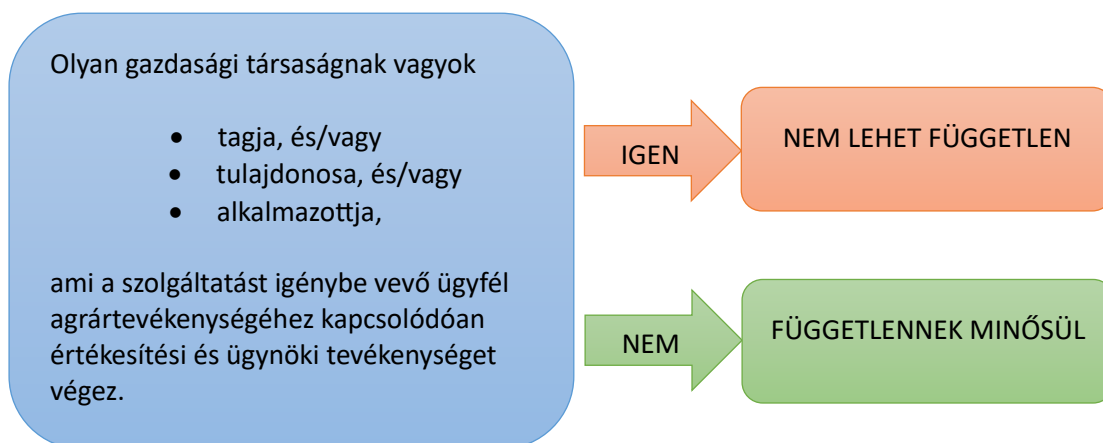 Olyan gazdasági társaságnak vagyok
• tagja, és/vagy
• tulajdonosa, és/vagy
• alkalmazottja,
ami a szolgáltatást igénybe vevő ügyfél
agrártevékenységéhez kapcsolódóan
értékesítési és ügynöki tevékenységet
végez.
IGEN
NEM LEHET FÜGGETLEN
NEM
FÜGGETLENNEK MINŐSÜL